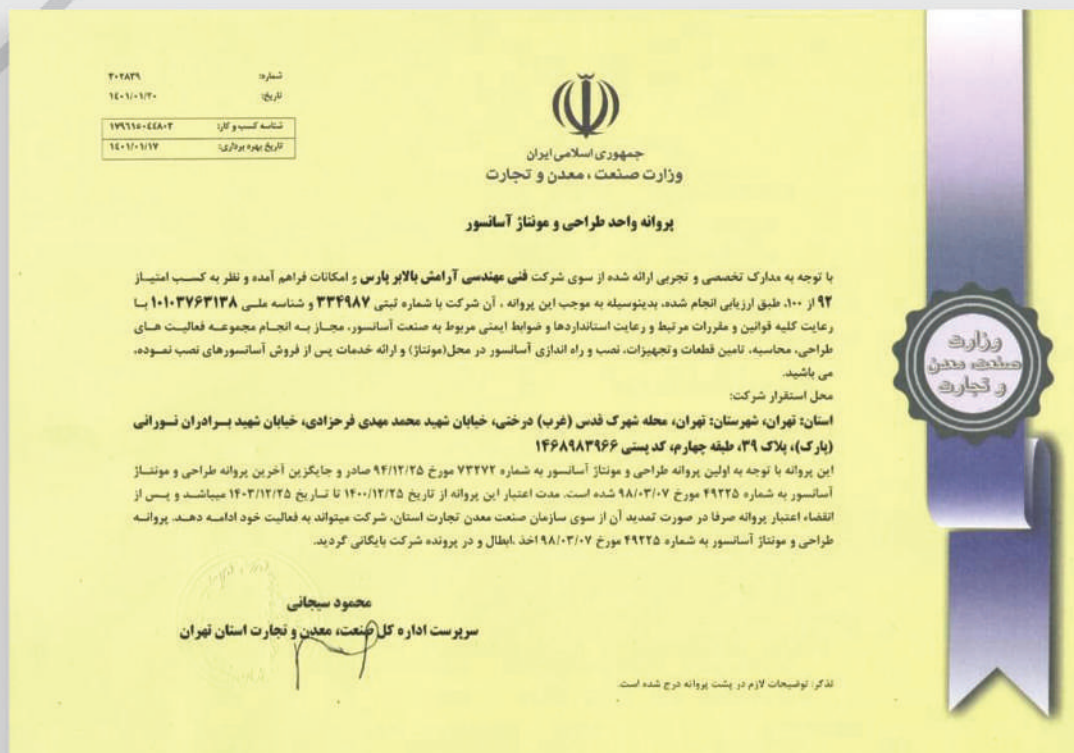 شماره: ۳۰۲۸۳۹
تاریخ: ۱۴۰۱/۰۱/۲۰
شناسه کسب و کار: ۱۷۹۶۱۵۰۴۴۸۰۳
تاریخ بهره برداری: ۱۴۰۱/۰۱/۱۷
جمهوری اسلامی ایران
وزارت صنعت ، معدن و تجارت
پروانه واحد طراحی و مونتاژ آسانسور
با توجه به مدارک تخصصی و تجربی ارائه شده از سوی شرکت فنی مهندسی آرامش بالابر پارس و امکانات فراهم آمده و نظر به کسب امتیاز
۹۲ از ۱۰۰، طبق ارزیابی انجام شده، بدینوسیله به موجب این پروانه ، آن شرکت با شماره ثبتی ۳۳۴۹۸۷ و شناسه ملی ۱۰۱۰۳۷۶۳۱۳۸ با
رعایت کلیه قوانین و مقررات مرتبط و رعایت استانداردها و ضوابط ایمنی مربوط به صنعت آسانسور، مجاز به انجام مجموعه فعالیت های
طراحی، محاسبه، تامین قطعات و تجهیزات، نصب و راه اندازی آسانسور در محل(مونتاژ) و ارائه خدمات پس از فروش آسانسورهای نصب نموده،
می باشید.
محل استقرار شرکت:
استان: تهران، شهرستان: تهران، محله شهرک قدس (غرب) درختی، خیابان شهید محمد مهدی فرحزادی، خیابان شهید برادران نورانی
(پارک)، پلاک ۳۹، طبقه چهارم، کد پستی ۱۴۶۸۹۸۳۹۶۶
این پروانه با توجه به اولین پروانه طراحی و مونتاژ آسانسور به شماره ۷۳۲۷۲ مورخ ۹۴/۱۲/۲۵ صادر و جایگزین آخرین پروانه طراحی و مونتاژ
آسانسور به شماره ۴۹۲۲۵ مورخ ۹۸/۰۳/۰۷ شده است. مدت اعتبار این پروانه از تاریخ ۱۴۰۰/۱۲/۲۵ تا تاریخ ۱۴۰۳/۱۲/۲۵ میباشد و پس از
انقضاء اعتبار پروانه صرفا در صورت تمدید آن از سوی سازمان صنعت معدن تجارت استان، شرکت میتواند به فعالیت خود ادامه دهد. پروانه
طراحی و مونتاژ آسانسور به شماره ۴۹۲۲۵ مورخ ۹۸/۰۳/۰۷ اخذ ،ابطال و در پرونده شرکت بایگانی گردید.
محمود سیجانی
سرپرست اداره کل صنعت، معدن و تجارت استان تهران
تذکر: توضیحات لازم در پشت پروانه درج شده است.
وزارت
صنعت، معدن
و تجارت